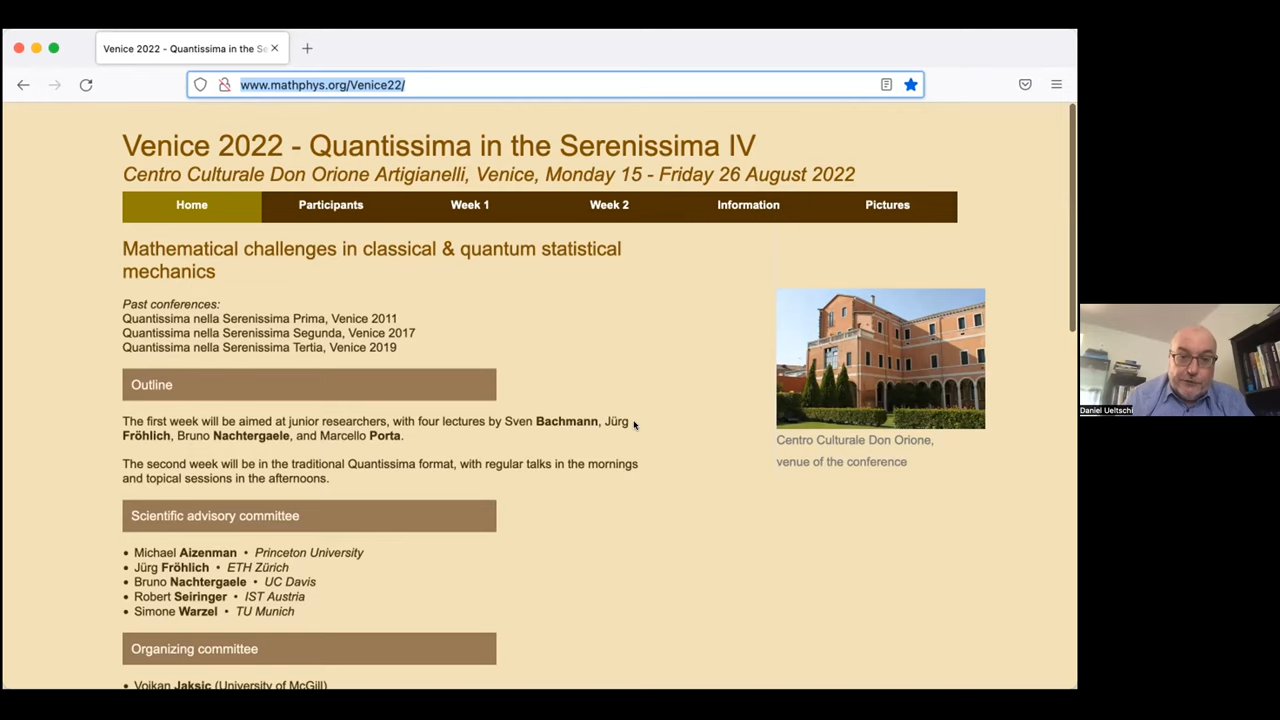 Venice 2022 - Quantissima in the Se
www.mathphys.org/Venice22/
Venice 2022 - Quantissima in the Serenissima IV
Centro Culturale Don Orione Artigianelli, Venice, Monday 15 - Friday 26 August 2022
Home Participants Week 1 Week 2 Information Pictures
Mathematical challenges in classical & quantum statistical
mechanics
Past conferences:
Quantissima nella Serenissima Prima, Venice 2011
Quantissima nella Serenissima Segunda, Venice 2017
Quantissima nella Serenissima Tertia, Venice 2019
Outline
The first week will be aimed at junior researchers, with four lectures by Sven Bachmann, Jürg
Fröhlich, Bruno Nachtergaele, and Marcello Porta.
The second week will be in the traditional Quantissima format, with regular talks in the mornings
and topical sessions in the afternoons.
Scientific advisory committee
• Michael Aizenman • Princeton University
• Jürg Fröhlich • ETH Zürich
• Bruno Nachtergaele • UC Davis
• Robert Seiringer • IST Austria
• Simone Warzel • TU Munich
Organizing committee
• Vojkan Jaksic (University of McGill)
Centro Culturale Don Orione,
venue of the conference
Daniel Ueltschi